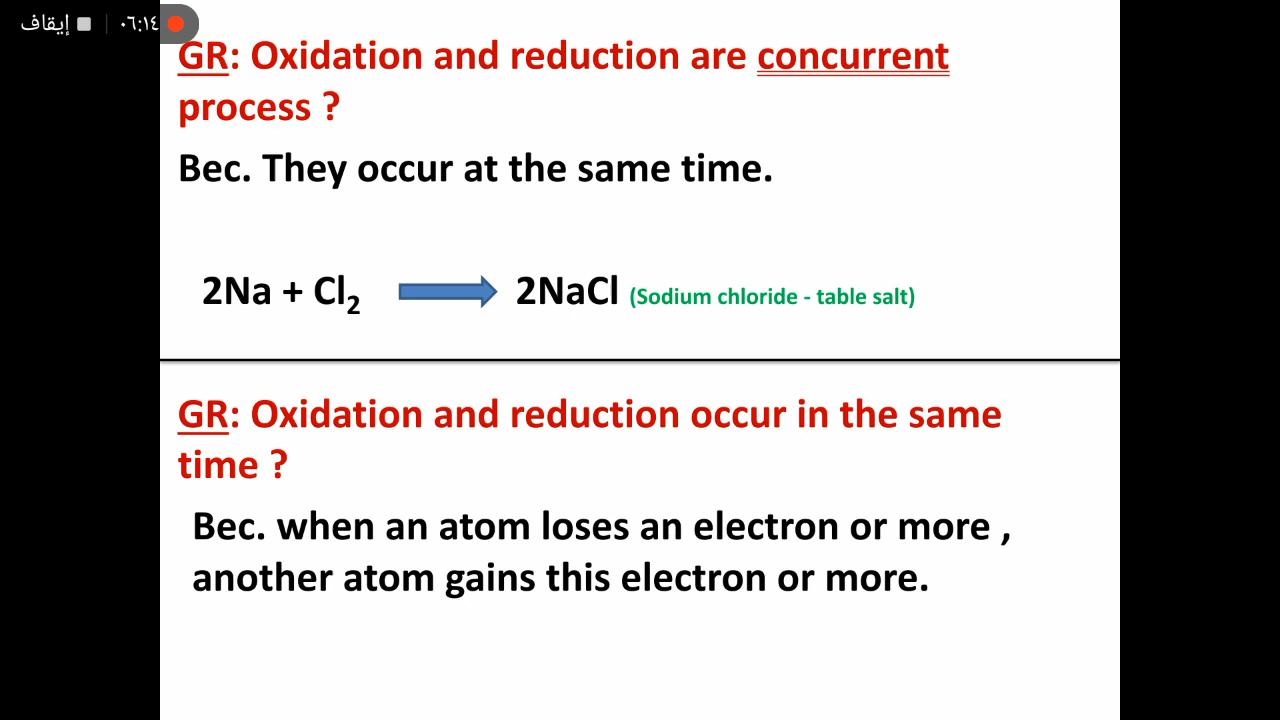 إيقاف ٠٦:١٤
GR: Oxidation and reduction are concurrent
process ?
Bec. They occur at the same time.
2Na + Cl₂ 2NaCl (Sodium chloride - table salt)
GR: Oxidation and reduction occur in the same
time ?
Bec. when an atom loses an electron or more ,
another atom gains this electron or more.